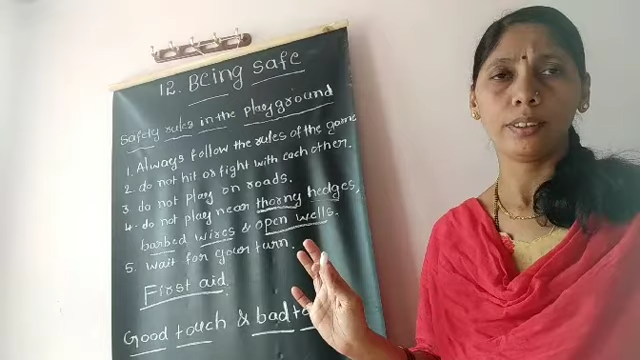 12. Being safe
Safety rules in the playground
1. Always follow the rules of the game
2. do not hit or fight with each other.
3. do not play on roads.
4. do not play near thorny hedges,
barbed wires & open wells.
5. wait for your turn.
First aid.
Good touch & bad